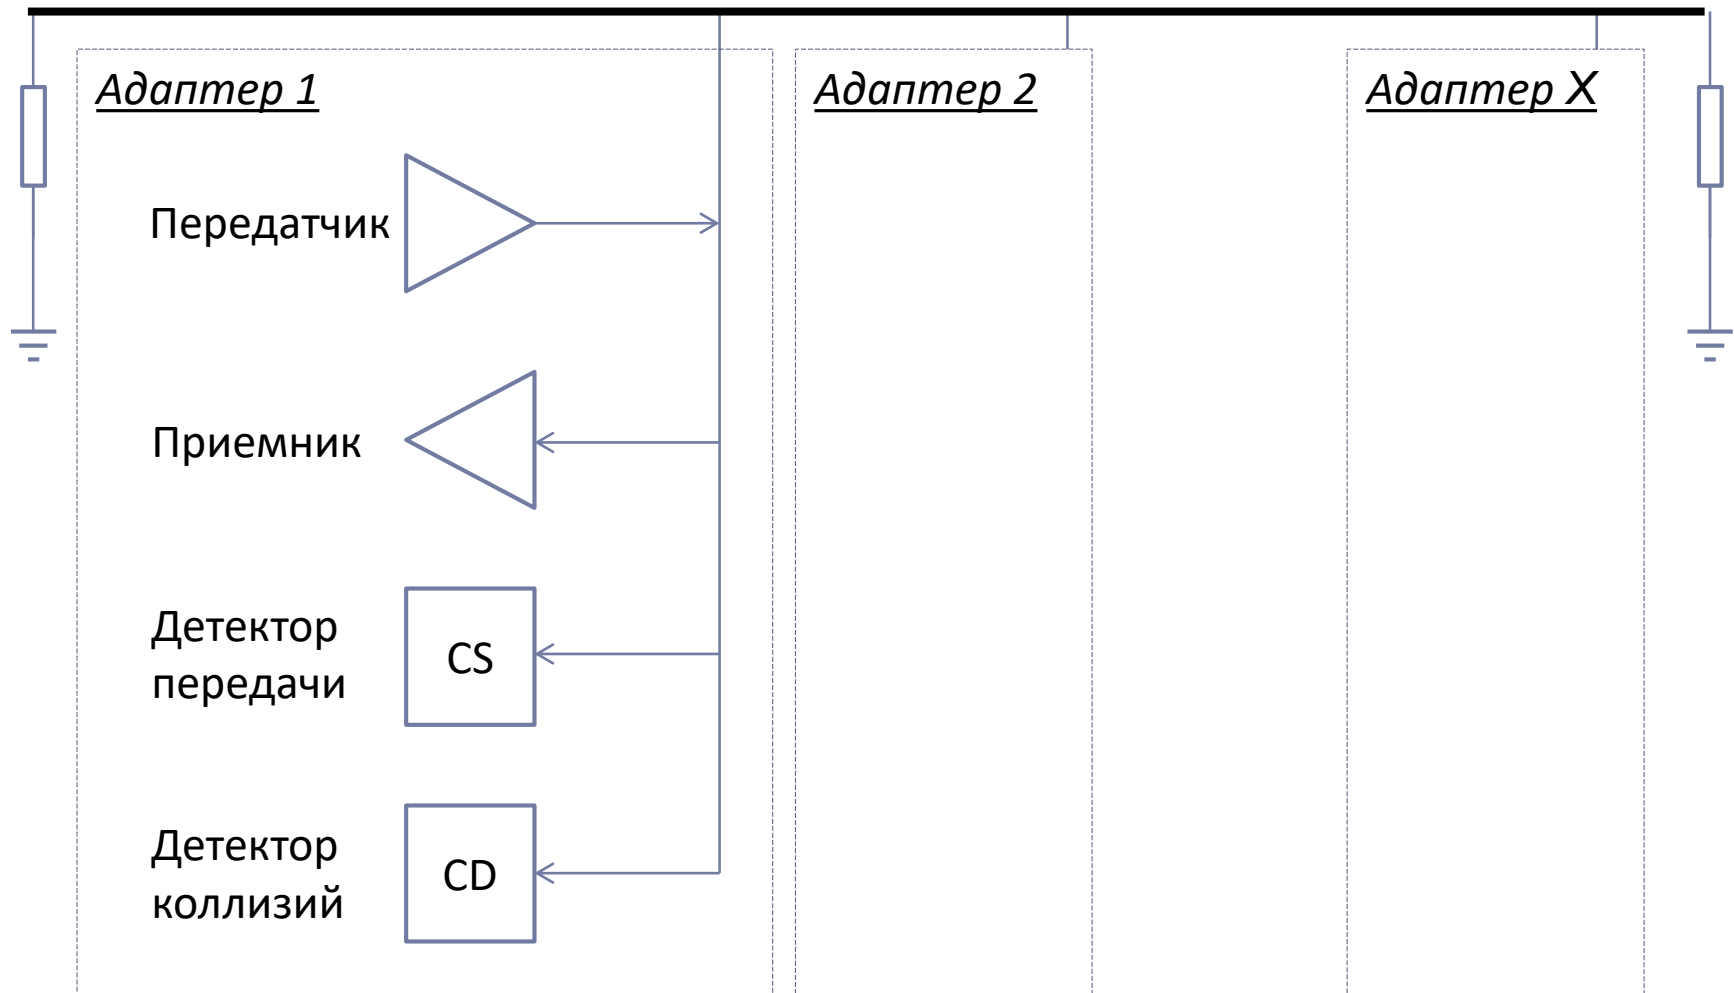 Адаптер 1
Адаптер 2
Адаптер X
Передатчик
Приемник
Детектор
передачи
CS
Детектор
коллизий
CD